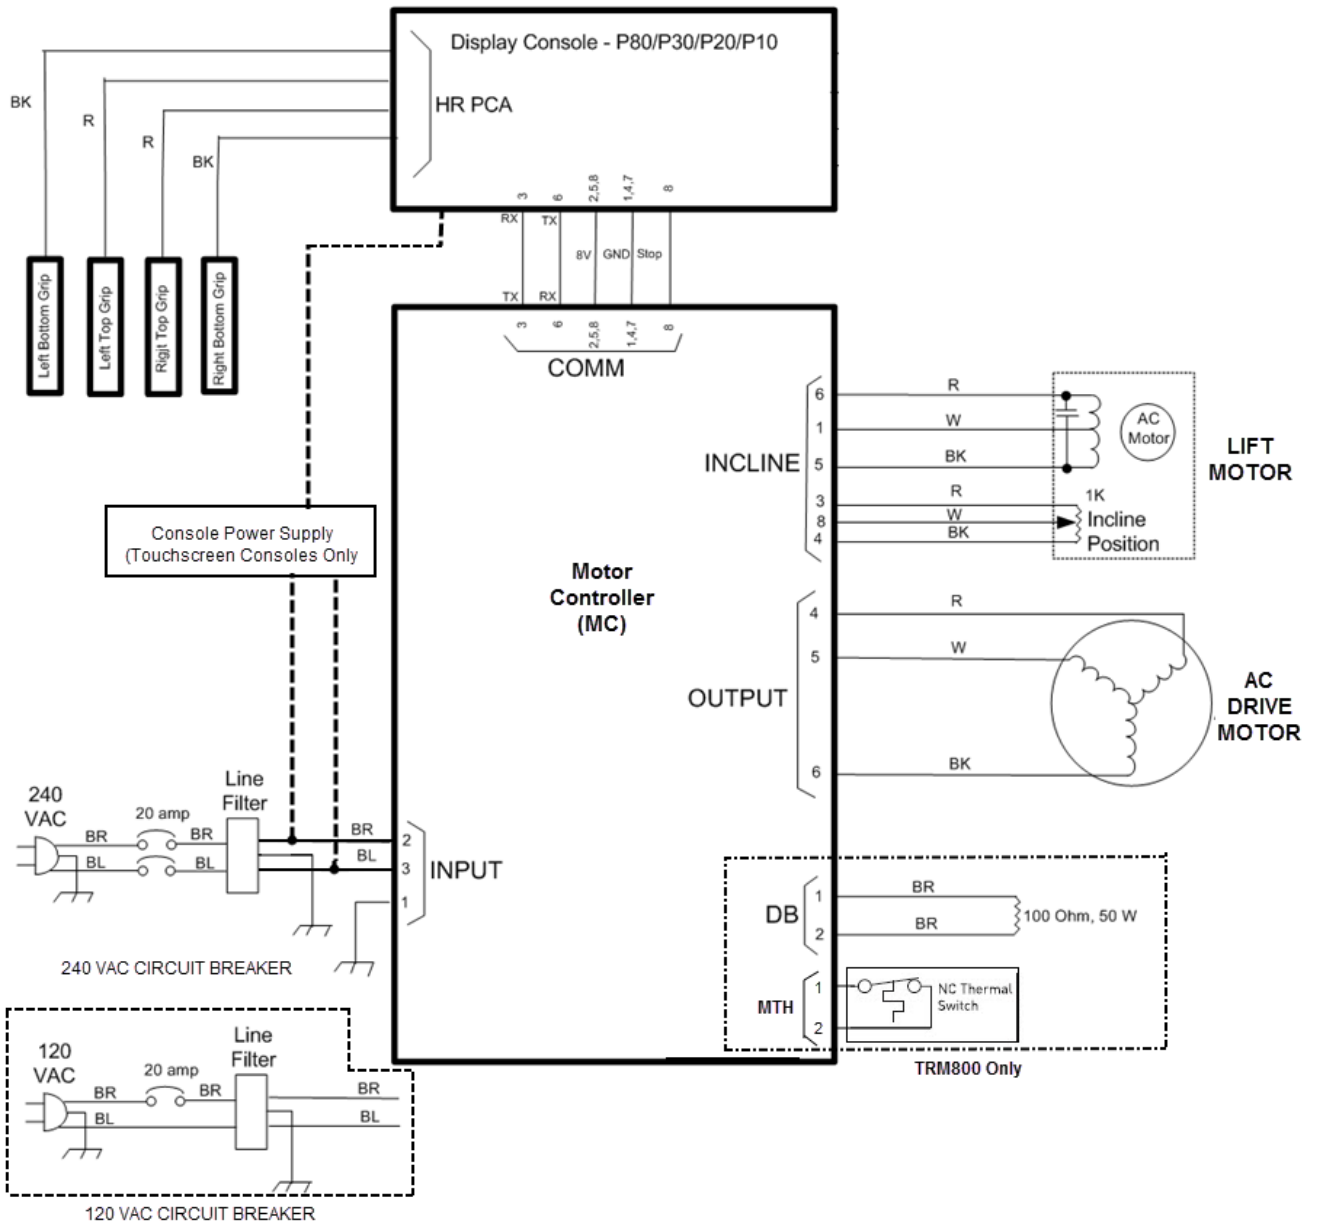 Display Console - P80/P30/P20/P10
HR PCA
BK
R
R
BK
3
6
2,5,8
1,4,7
8
RX
TX
8V
GND
Stop
TX
RX
3
6
2,5,8
1,4,7
8
COMM
Left Bottom Grip
Left Top Grip
Rigjt Top Grip
Right Bottom Grip
Console Power Supply
(Touchscreen Consoles Only
Motor
Controller
(MC)
INCLINE
6
1
5
3
8
4
R
W
BK
R
W
BK
AC
Motor
1K
Incline
Position
LIFT
MOTOR
OUTPUT
4
5
6
R
W
BK
AC
DRIVE
MOTOR
240
VAC
BR
BL
20 amp
BR
BL
Line
Filter
BR
BL
2
3
1
INPUT
240 VAC CIRCUIT BREAKER
DB
1
2
BR
BR
100 Ohm, 50 W
MTH
1
2
NC Thermal
Switch
TRM800 Only
120
VAC
BR
BL
20 amp
BR
Line
Filter
BR
BL
120 VAC CIRCUIT BREAKER